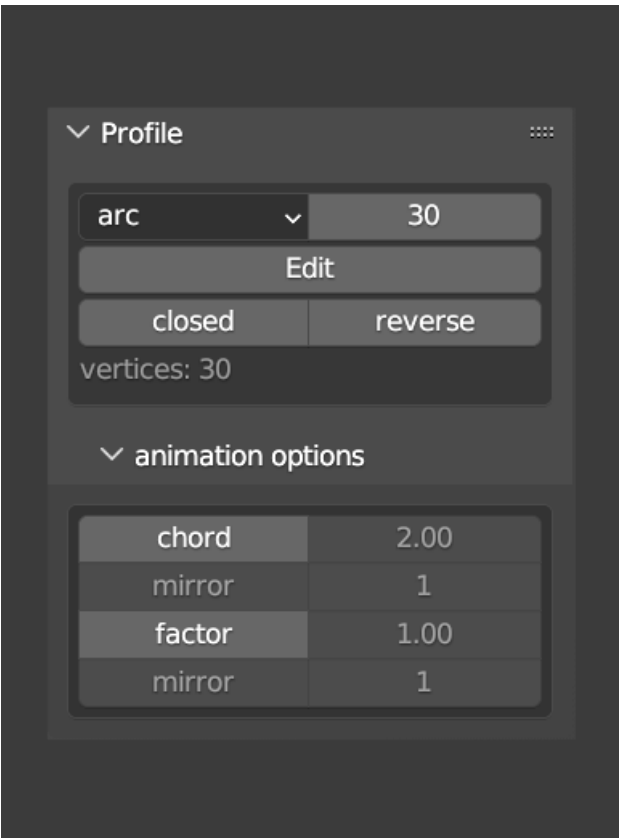 Profile
arc 30
Edit
closed reverse
vertices: 30
animation options
chord 2.00
mirror 1
factor 1.00
mirror 1